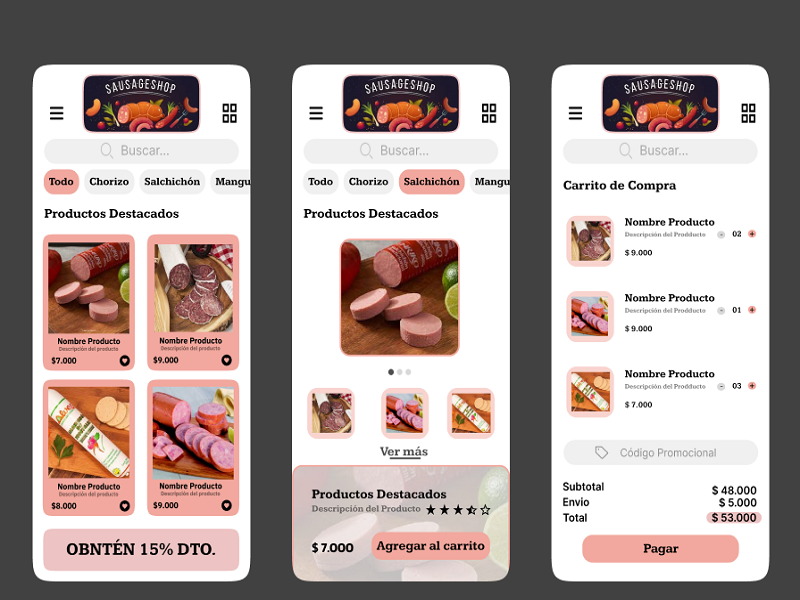 SAUSAGESHOP
Buscar...
Todo Chorizo Salchichón Mangu
Productos Destacados
Nombre Producto
Descripción del producto
$7.000
Nombre Producto
Descripción del producto
$9.000
Nombre Producto
Descripción del producto
$8.000
Nombre Producto
Descripción del producto
$9.000
OBNTÉN 15% DTO.
SAUSAGESHOP
Buscar...
Todo Chorizo Salchichón Mangu
Productos Destacados
Ver más
Productos Destacados
Descripción del Producto
$ 7.000 Agregar al carrito
SAUSAGESHOP
Buscar...
Carrito de Compra
Nombre Producto
Descripción del Prodducto - 02 +
$ 9.000
Nombre Producto
Descripción del Prodducto - 01 +
$ 9.000
Nombre Producto
Descripción del Prodducto - 03 +
$ 7.000
Código Promocional
Subtotal $ 48.000
Envio $ 5.000
Total $ 53.000
Pagar